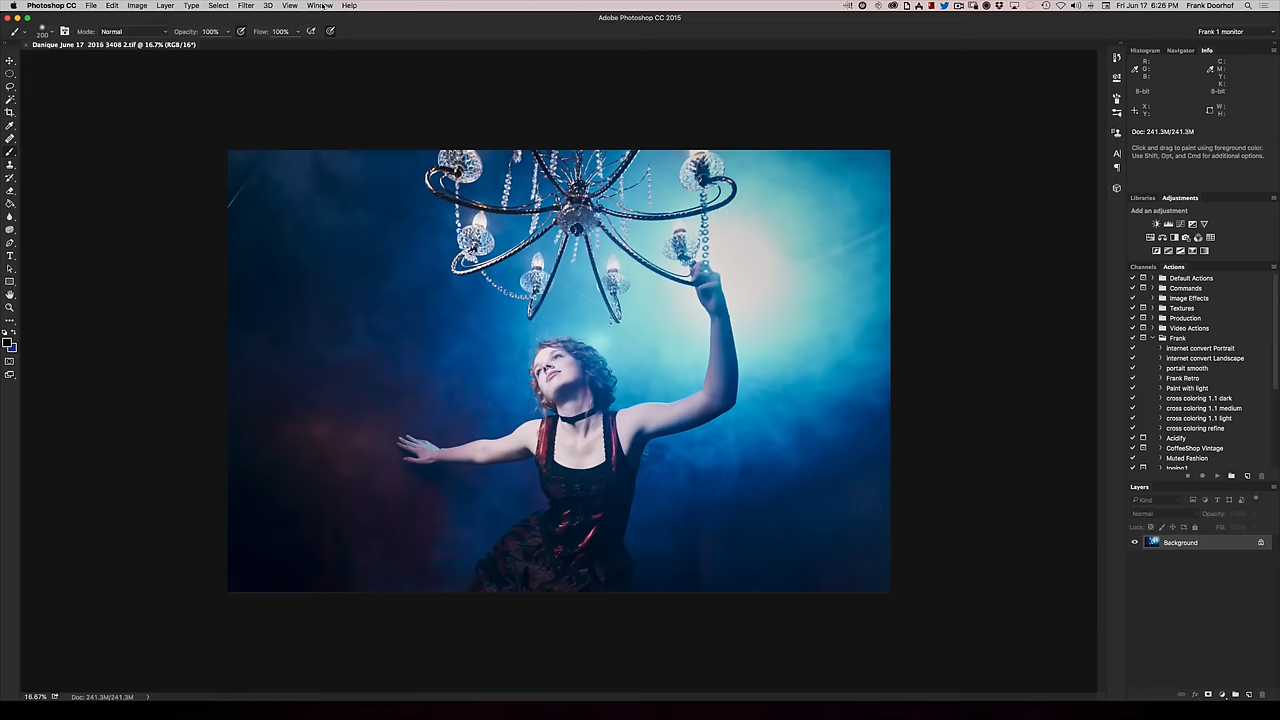 Photoshop CC File Edit Image Layer Type Select Filter 3D View Window Help Fri Jun 17 6:26 PM Frank Doorhof
Adobe Photoshop CC 2015
200 Mode: Normal Opacity: 100% Flow: 100% Frank 1 monitor
Danique June 17 2016 3408 2.tif @ 16.7% (RGB/16*)
Histogram Navigator Info
R: C:
G: M:
B: Y:
K:
8-bit 8-bit
X: W:
Y: H:
Doc: 241.3M/241.3M
Click and drag to paint using foreground color.
Use Shift, Opt, and Cmd for additional options.
Libraries Adjustments
Add an adjustment
Channels Actions
Default Actions
Commands
Image Effects
Textures
Production
Video Actions
Frank
Internet convert Portrait
Internet convert Landscape
portait smooth
Frank Retro
Paint with light
cross coloring 1.1 dark
cross coloring 1.1 medium
cross coloring 1.1 light
cross coloring refine
Acidify
CoffeeShop Vintage
Muted Fashion
toning1
Layers
Kind
Normal Opacity:
Lock: Fill:
Background
16.67% Doc: 241.3M/241.3M